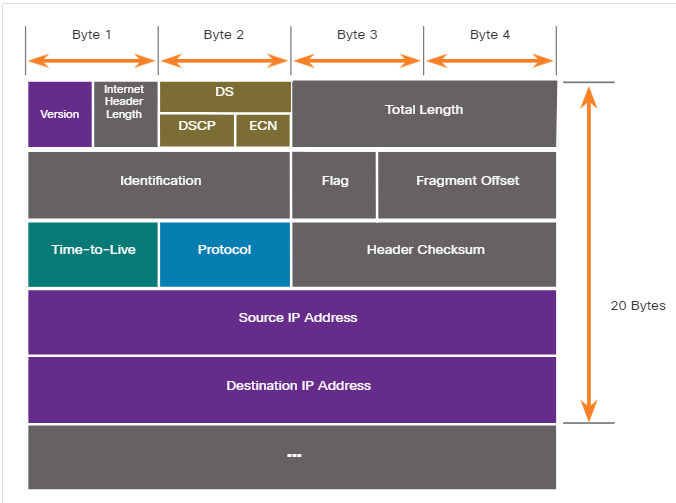 Byte 1
Byte 2
Byte 3
Byte 4
Version
Internet
Header
Length
DS
DSCP
ECN
Total Length
Identification
Flag
Fragment Offset
Time-to-Live
Protocol
Header Checksum
Source IP Address
20 Bytes
Destination IP Address
...